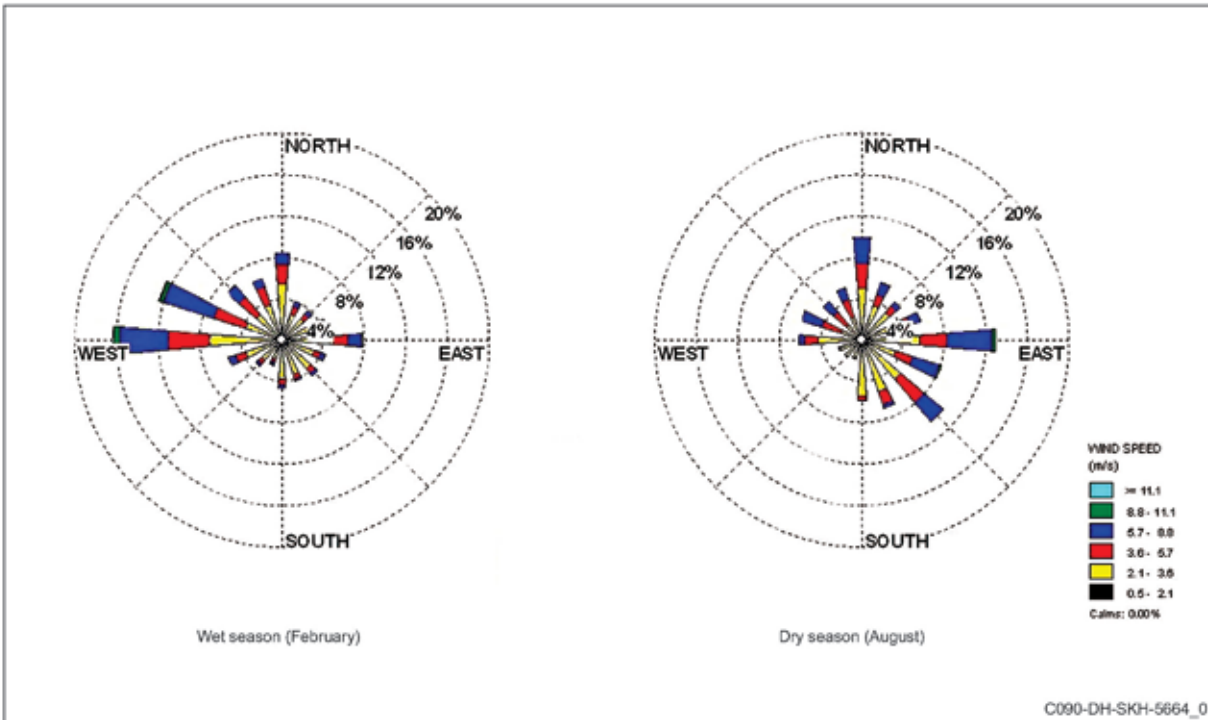 NORTH
20%
16%
12%
8%
4%
WEST
EAST
SOUTH
Wet season (February)
NORTH
20%
16%
12%
8%
4%
WEST
EAST
SOUTH
Dry season (August)
WIND SPEED
(m/s)
>= 11.1
8.8 - 11.1
5.7 - 8.8
3.6 - 5.7
2.1 - 3.6
0.5 - 2.1
Calms: 0.00%
C090-DH-SKH-5664_0